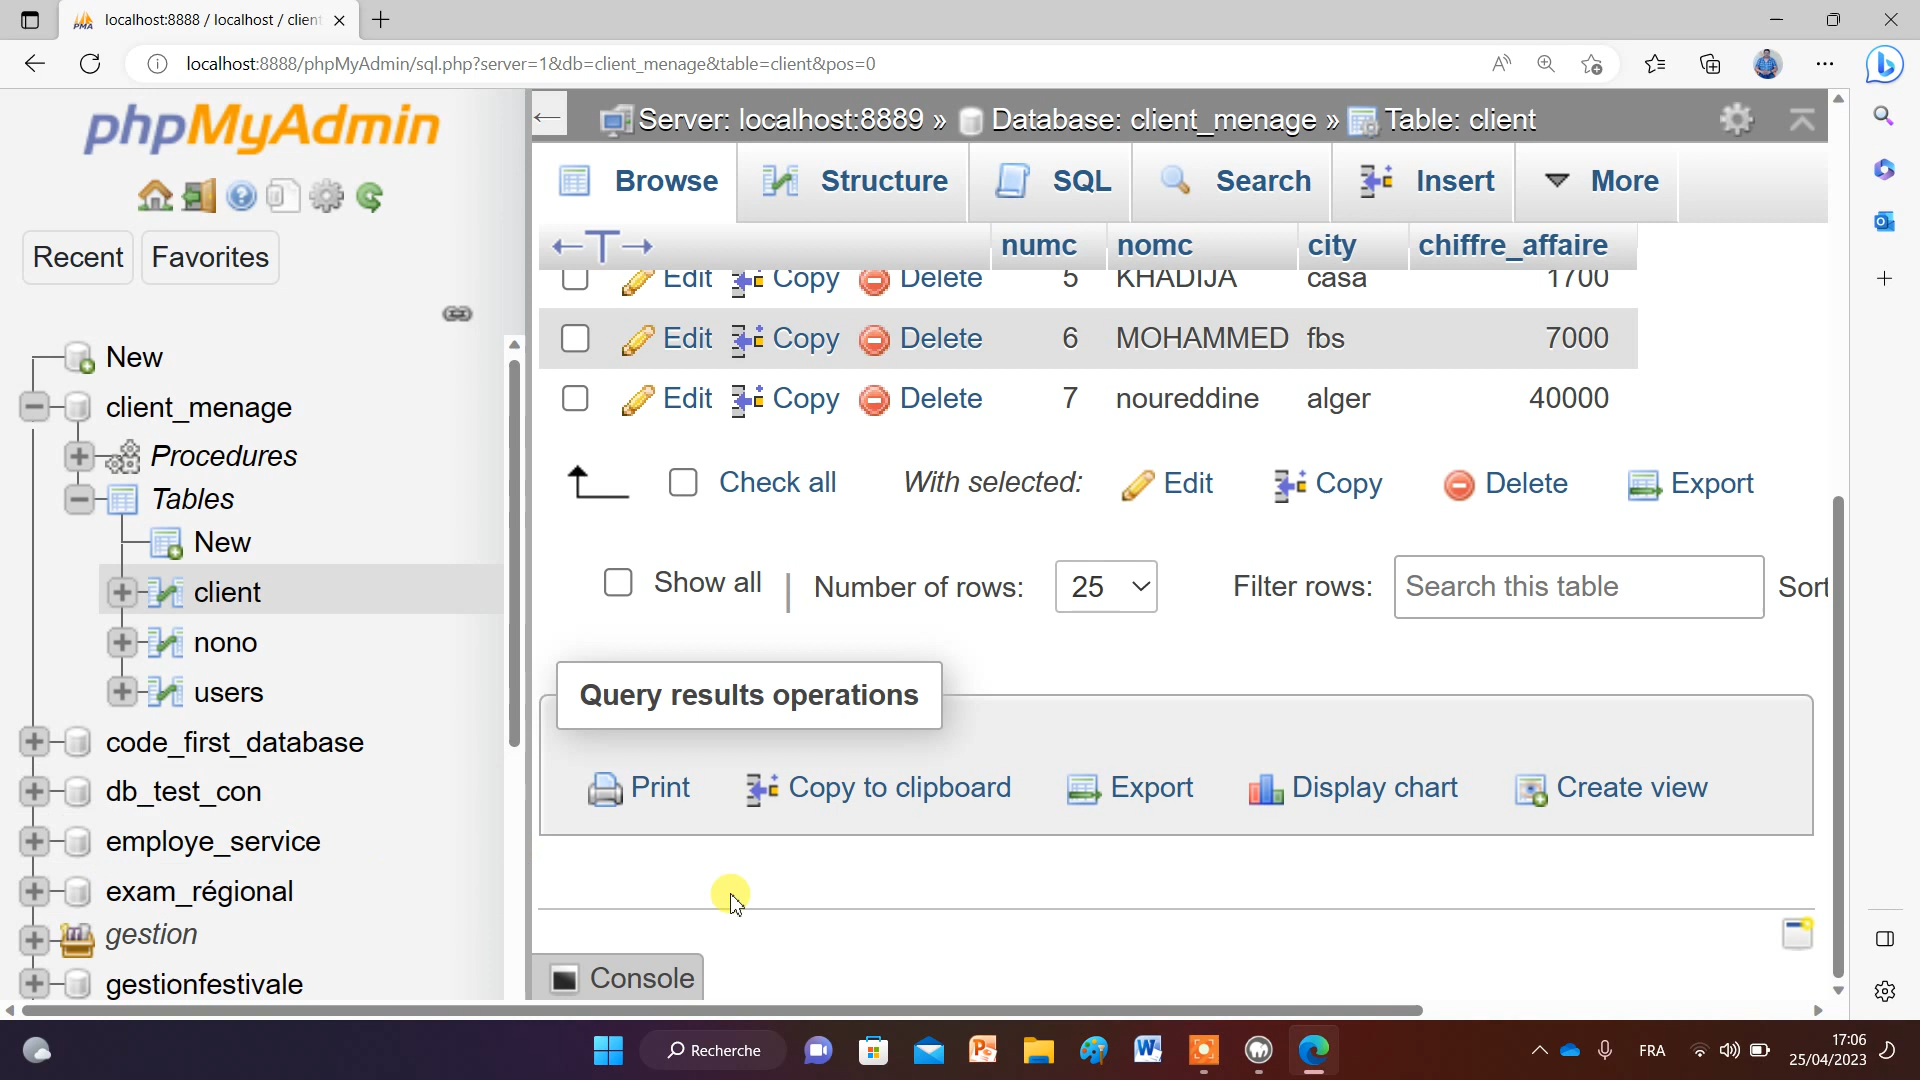 localhost:8888 / localhost / client
localhost:8888/phpMyAdmin/sql.php?server=1&db=client_menage&table=client&pos=0
phpMyAdmin
Recent Favorites
New
client_menage
Procedures
Tables
New
client
nono
users
code_first_database
db_test_con
employe_service
exam_régional
gestion
gestionfestivale
Server: localhost:8889 » Database: client_menage » Table: client
Browse Structure SQL Search Insert More
numc nomc city chiffre_affaire
Edit Copy Delete 5 KHADIJA casa 1700
Edit Copy Delete 6 MOHAMMED fbs 7000
Edit Copy Delete 7 noureddine alger 40000
Check all With selected: Edit Copy Delete Export
Show all | Number of rows: 25 Filter rows: Search this table Sort
Query results operations
Print Copy to clipboard Export Display chart Create view
Console
Recherche
FRA
17:06
25/04/2023